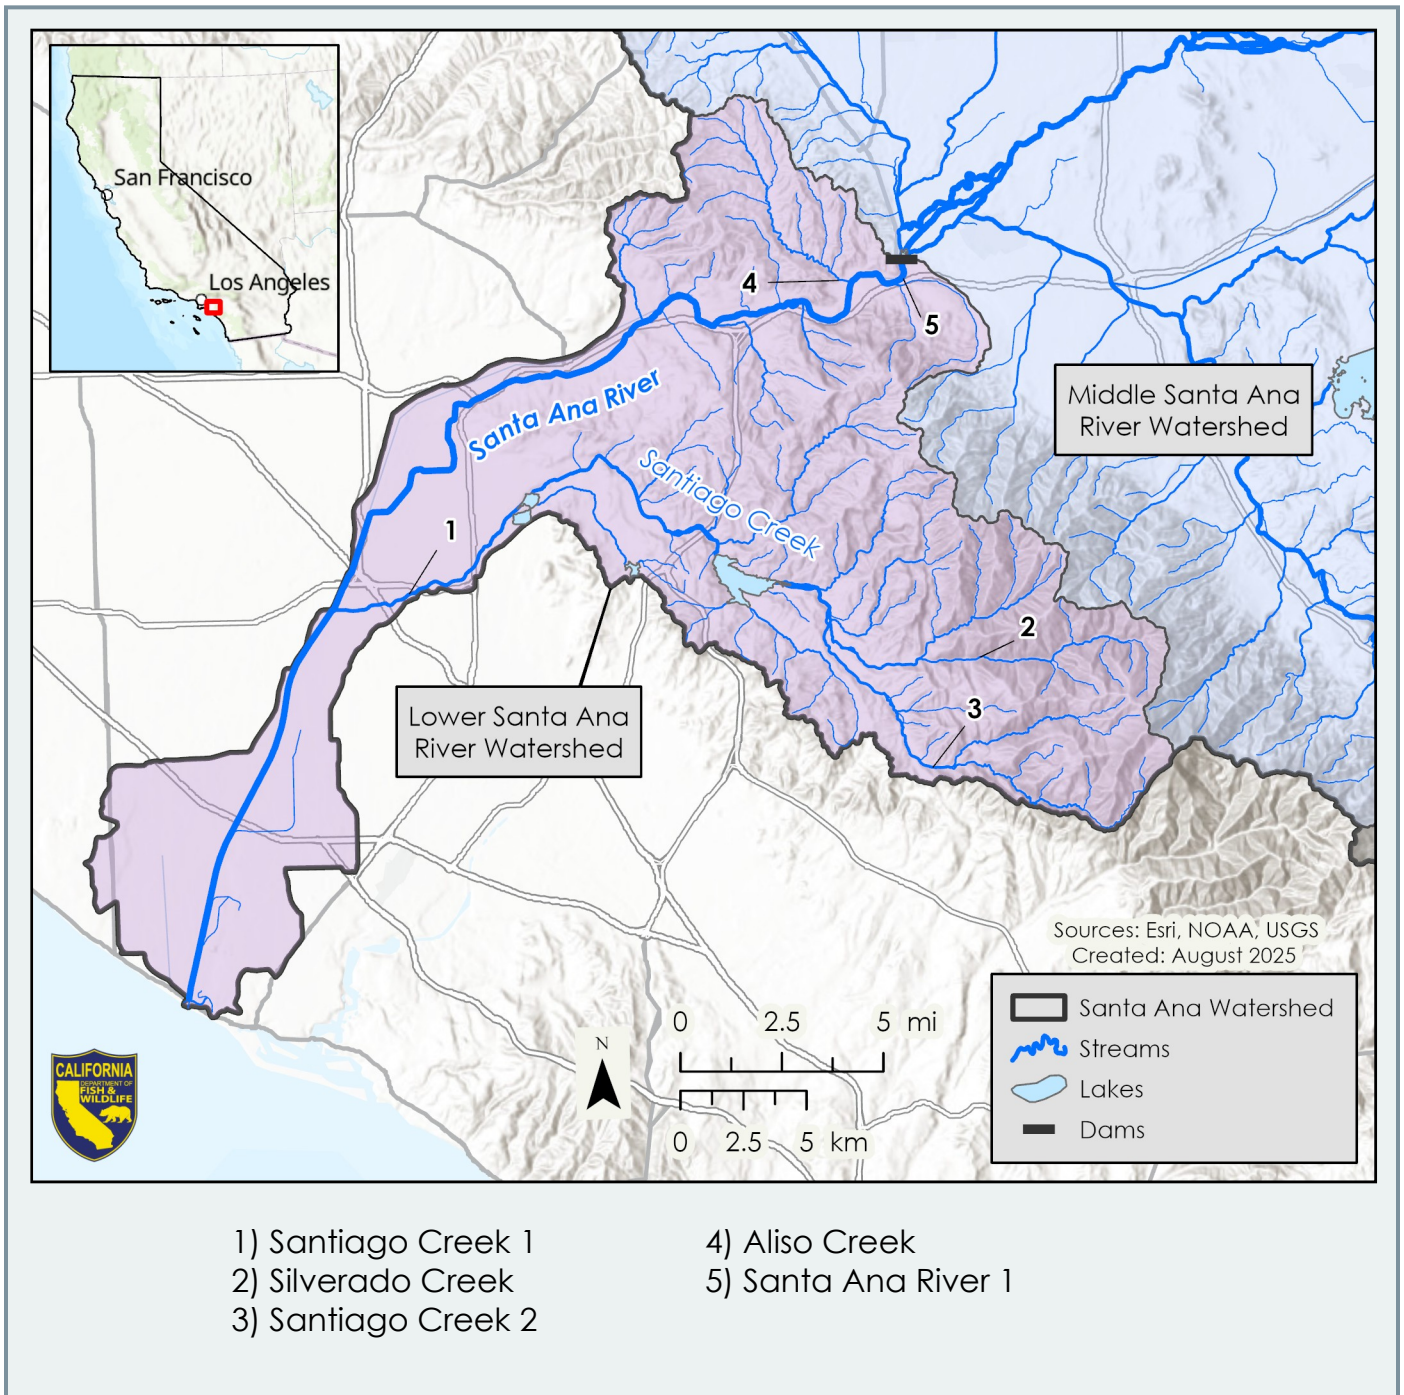 San Francisco
Los Angeles
4
5
Middle Santa Ana
River Watershed
Santa Ana River
Santiago Creek
1
2
3
Lower Santa Ana
River Watershed
Sources: Esri, NOAA, USGS
Created: August 2025
Santa Ana Watershed
Streams
Lakes
Dams
N
0 2.5 5 mi
0 2.5 5 km
CALIFORNIA
DEPARTMENT OF
FISH &
WILDLIFE
1) Santiago Creek 1
2) Silverado Creek
3) Santiago Creek 2
4) Aliso Creek
5) Santa Ana River 1